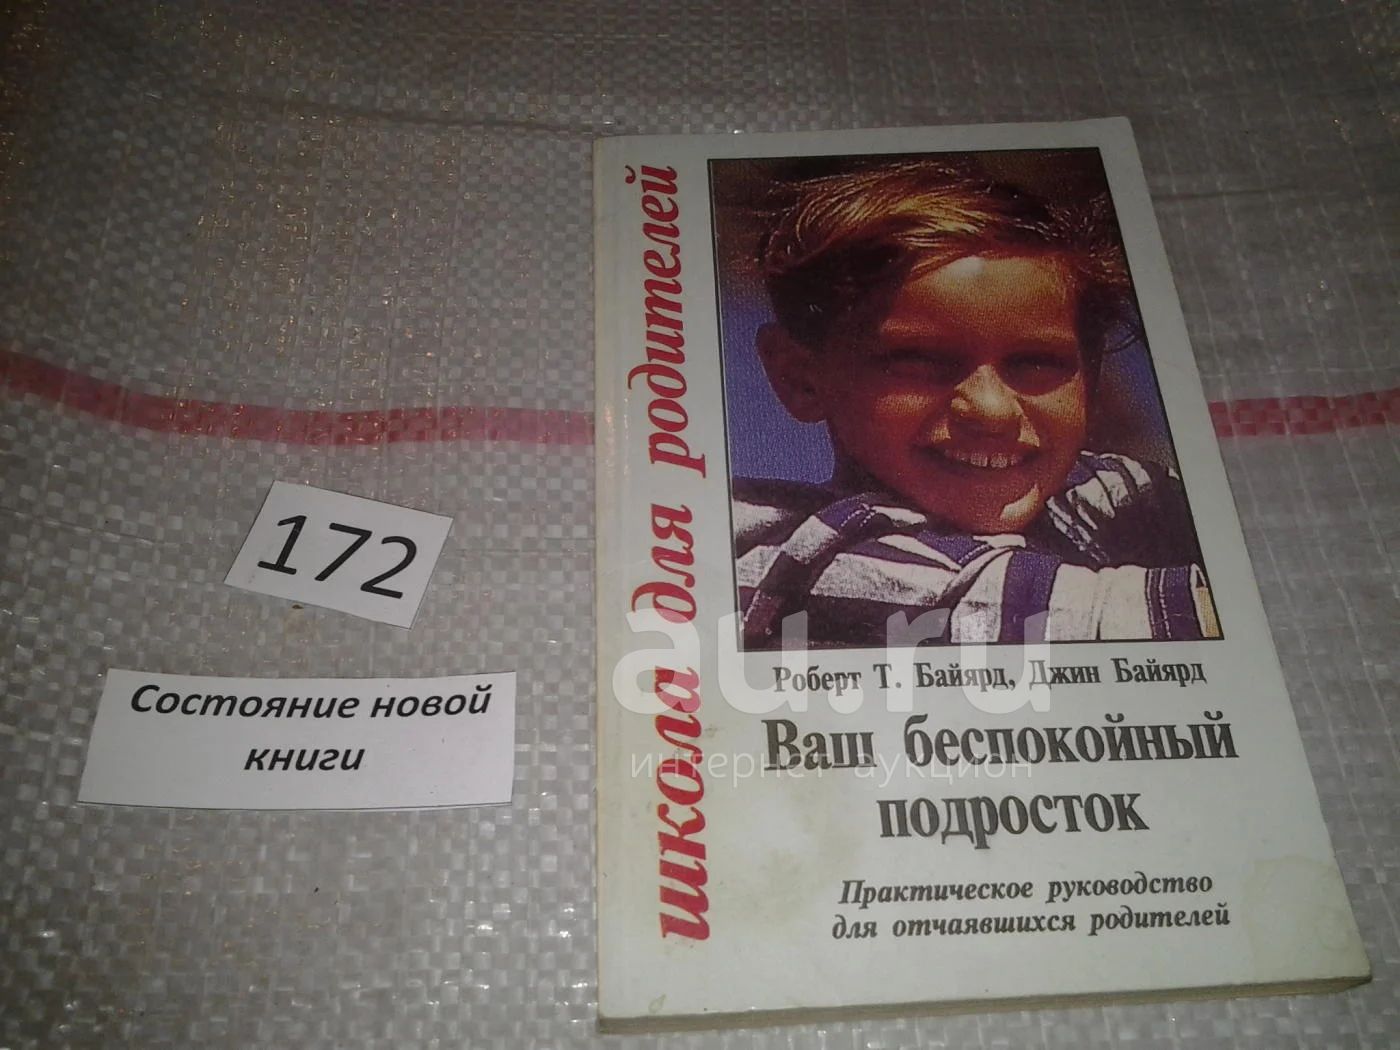 школа для родителей
Роберт Т. Байярд, Джин Байярд
Ваш беспокойный
подросток
Практическое руководство
для отчаявшихся родителей
172
Состояние новой
книги
au.ru
интернет аукцион